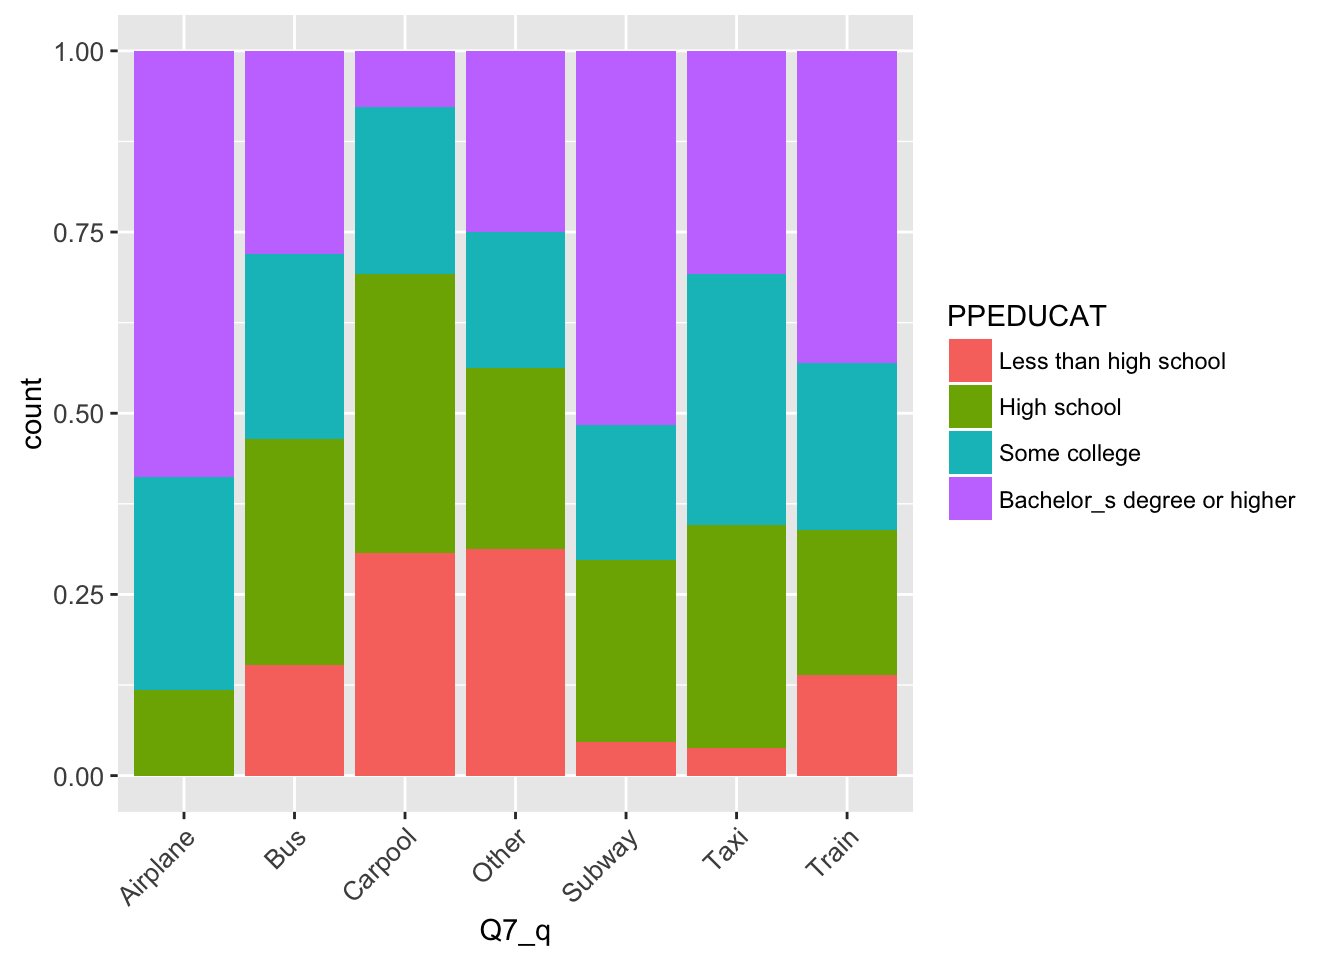 1.00
0.75
0.50
0.25
0.00
count
Airplane
Bus
Carpool
Other
Subway
Taxi
Train
Q7_q
PPEDUCAT
Less than high school
High school
Some college
Bachelor_s degree or higher